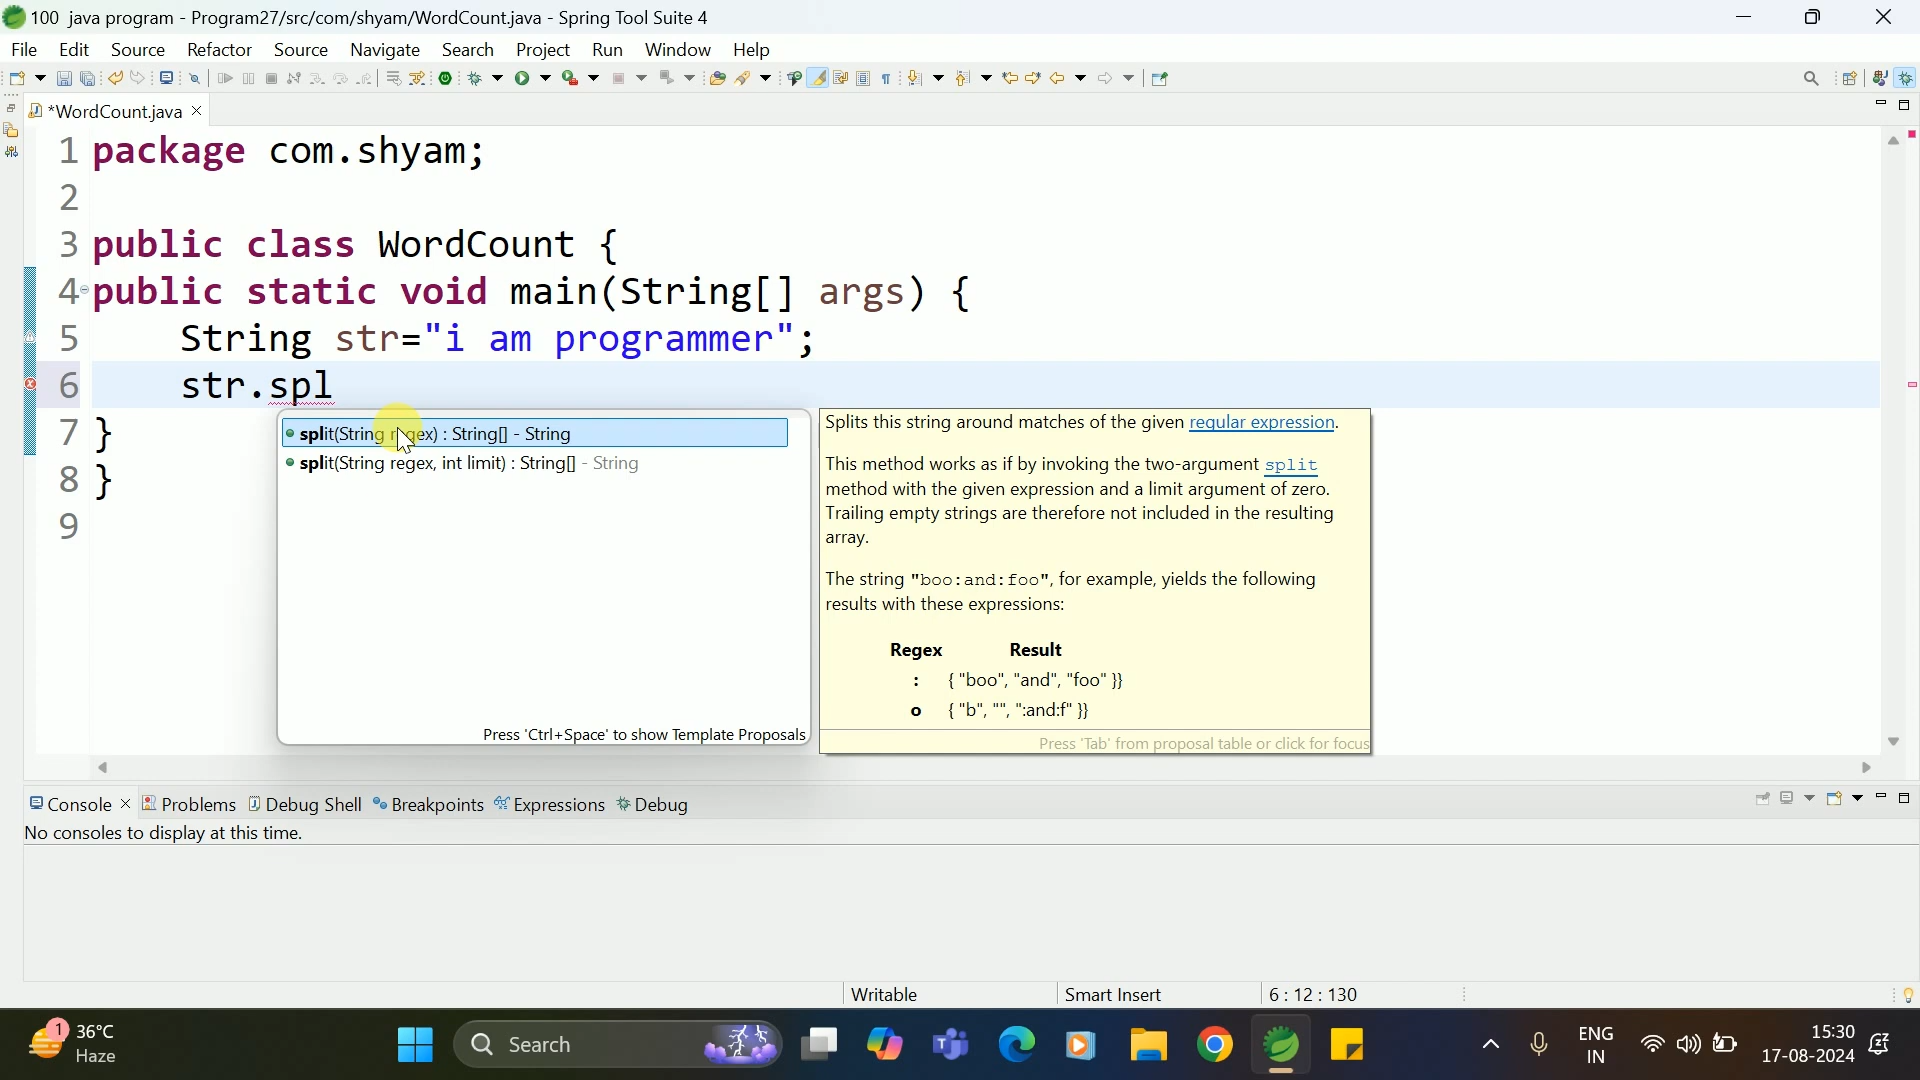 100 java program - Program27/src/com/shyam/WordCount.java - Spring Tool Suite 4
File Edit Source Refactor Source Navigate Search Project Run Window Help
*WordCount.java
1 package com.shyam;
2
3 public class WordCount {
4 public static void main(String[] args) {
5 String str="i am programmer";
6 str.spl
7 }
8 }
9
split(String regex) : String[] - String
split(String regex, int limit) : String[] - String
Press 'Ctrl+Space' to show Template Proposals
Splits this string around matches of the given regular expression.
This method works as if by invoking the two-argument split
method with the given expression and a limit argument of zero.
Trailing empty strings are therefore not included in the resulting
array.
The string "boo:and:foo", for example, yields the following
results with these expressions:
Regex Result
: { "boo", "and", "foo" }}
o { "b", "", ":and:f" }}
Press 'Tab' from proposal table or click for focus
Console Problems Debug Shell Breakpoints Expressions Debug
No consoles to display at this time.
Writable Smart Insert 6 : 12 : 130
1 36°C
Haze
Search
ENG
IN
15:30
17-08-2024